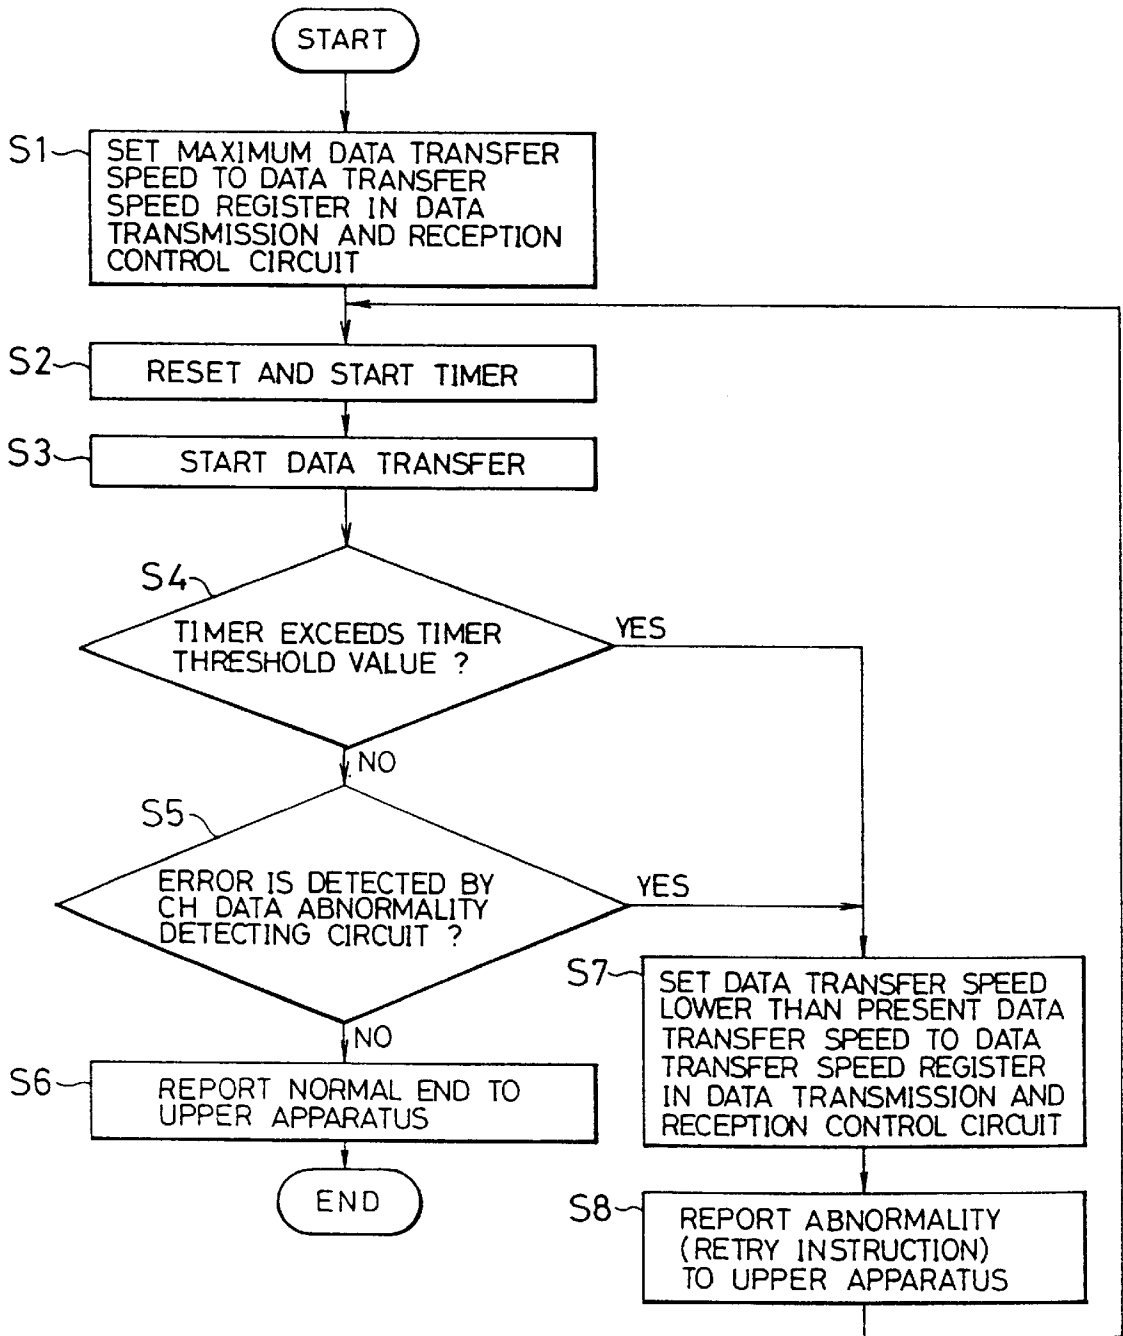 START
S1
SET MAXIMUM DATA TRANSFER
SPEED TO DATA TRANSFER
SPEED REGISTER IN DATA
TRANSMISSION AND RECEPTION
CONTROL CIRCUIT
S2
RESET AND START TIMER
S3
START DATA TRANSFER
S4
TIMER EXCEEDS TIMER
THRESHOLD VALUE ?
YES
NO
S5
ERROR IS DETECTED BY
CH DATA ABNORMALITY
DETECTING CIRCUIT ?
YES
NO
S6
REPORT NORMAL END TO
UPPER APPARATUS
END
S7
SET DATA TRANSFER SPEED
LOWER THAN PRESENT DATA
TRANSFER SPEED TO DATA
TRANSFER SPEED REGISTER
IN DATA TRANSMISSION AND
RECEPTION CONTROL CIRCUIT
S8
REPORT ABNORMALITY
(RETRY INSTRUCTION)
TO UPPER APPARATUS